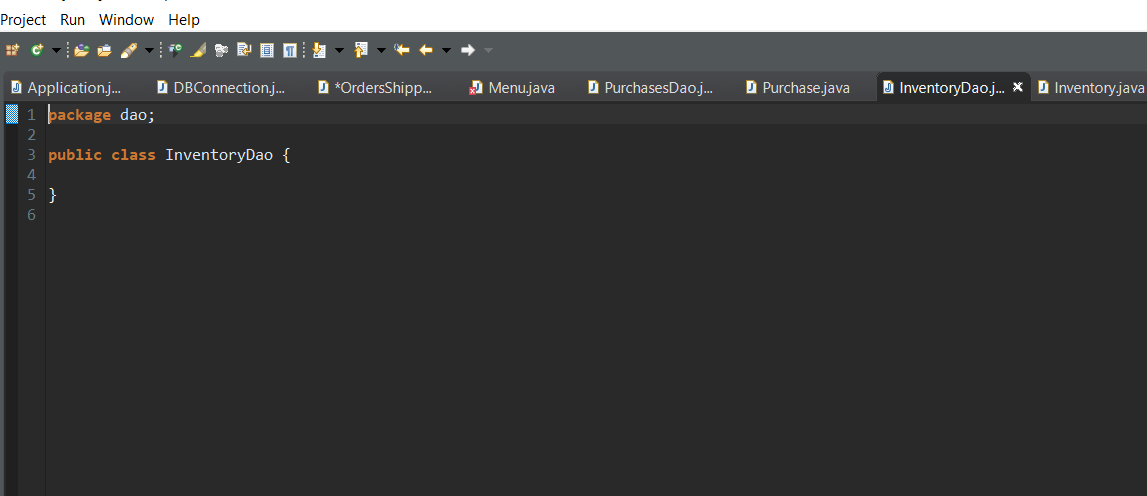 Project Run Window Help
Application.j... DBConnection.j... *OrdersShipp... Menu.java PurchasesDao.j... Purchase.java InventoryDao.j... Inventory.java
1 package dao;
2
3 public class InventoryDao {
4
5 }
6